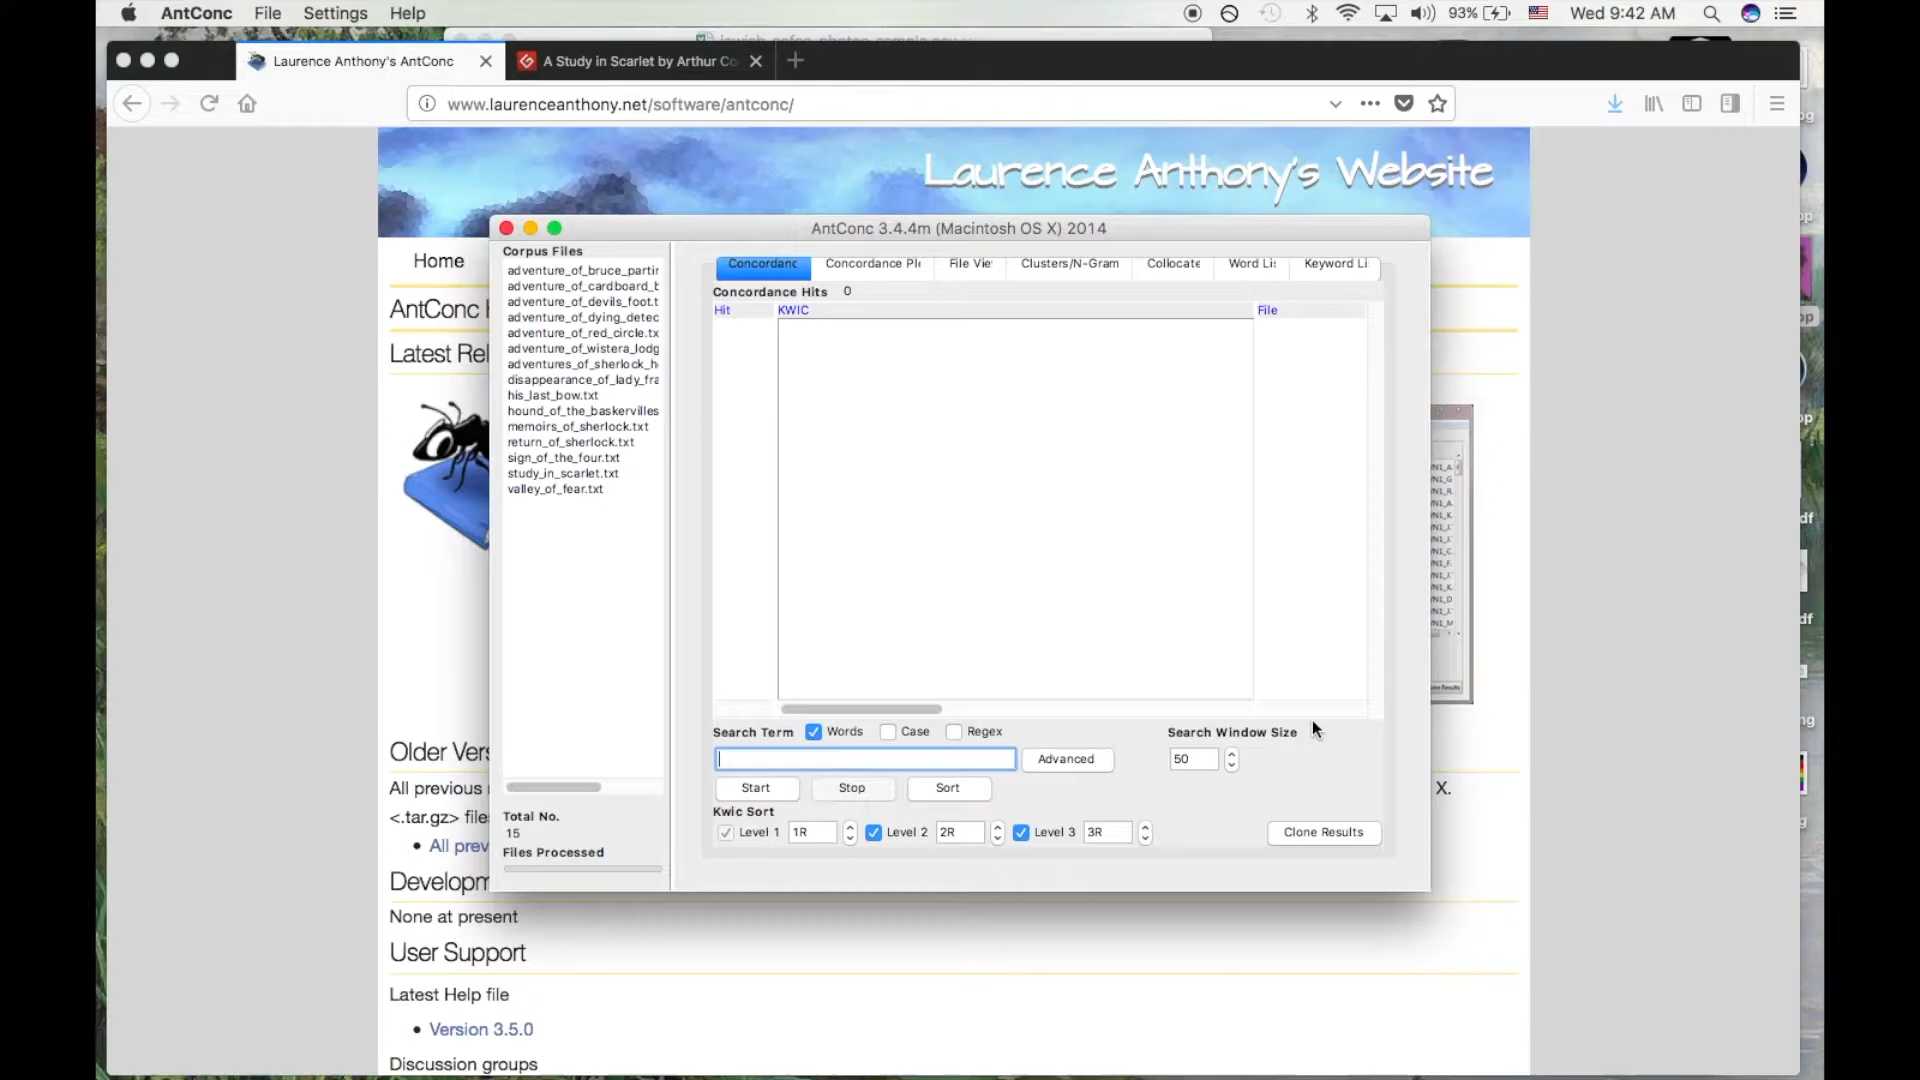 AntConc File Settings Help 93% Wed 9:42 AM
Laurence Anthony's AntConc A Study in Scarlet by Arthur Co
www.laurenceanthony.net/software/antconc/
Laurence Anthony's Website
AntConc 3.4.4m (Macintosh OS X) 2014
Home
AntConc
Latest Rel
Corpus Files
adventure_of_bruce_partin
adventure_of_cardboard_b
adventure_of_devils_foot.t
adventure_of_dying_detec
adventure_of_red_circle.tx
adventure_of_wistera_lodg
adventures_of_sherlock_h
disappearance_of_lady_fra
his_last_bow.txt
hound_of_the_baskervilles
memoirs_of_sherlock.txt
return_of_sherlock.txt
sign_of_the_four.txt
study_in_scarlet.txt
valley_of_fear.txt
Total No.
15
Files Processed
Concordanc Concordance Pl File Vie Clusters/N-Gram Collocate Word Li Keyword Li
Concordance Hits 0
Hit KWIC File
Search Term Words Case Regex Search Window Size
Advanced 50
Start Stop Sort
Kwic Sort
Level 1 1R Level 2 2R Level 3 3R Clone Results
Older Vers
All previous X.
<.tar.gz> files
All prev
Developm
None at present
User Support
Latest Help file
Version 3.5.0
Discussion groups